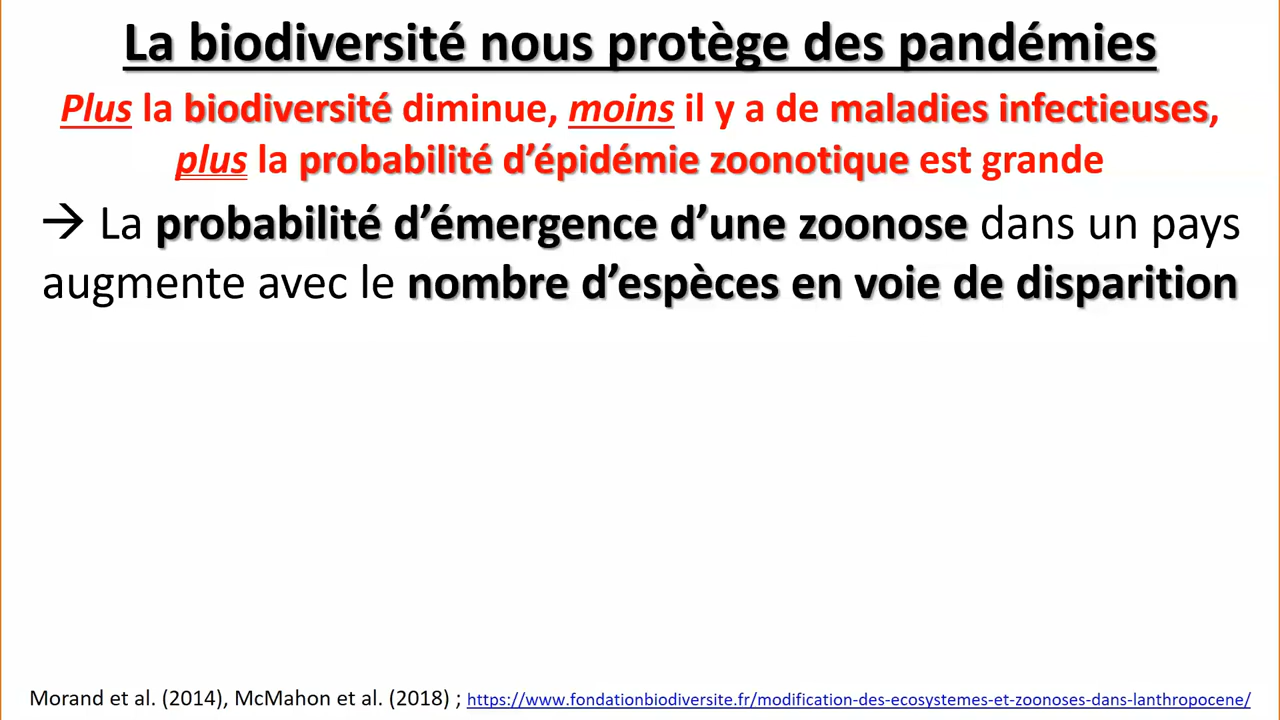 La biodiversité nous protège des pandémies
Plus la biodiversité diminue, moins il y a de maladies infectieuses,
plus la probabilité d’épidémie zoonotique est grande
→ La probabilité d’émergence d’une zoonose dans un pays
augmente avec le nombre d’espèces en voie de disparition
Morand et al. (2014), McMahon et al. (2018) ; https://www.fondationbiodiversite.fr/modification-des-ecosystemes-et-zoonoses-dans-lanthropocene/